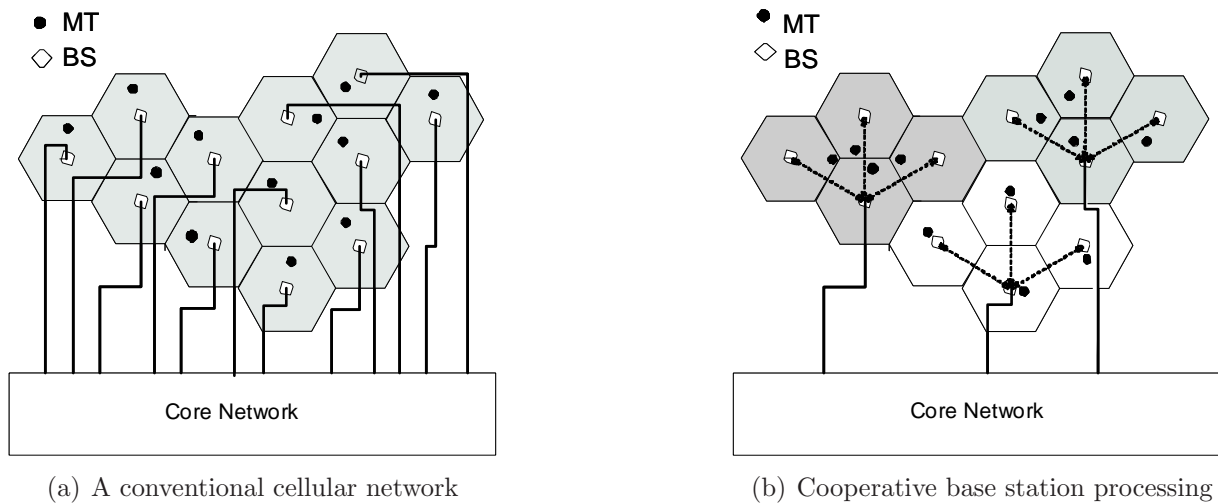 MT
BS
Core Network
(a) A conventional cellular network
MT
BS
Core Network
(b) Cooperative base station processing